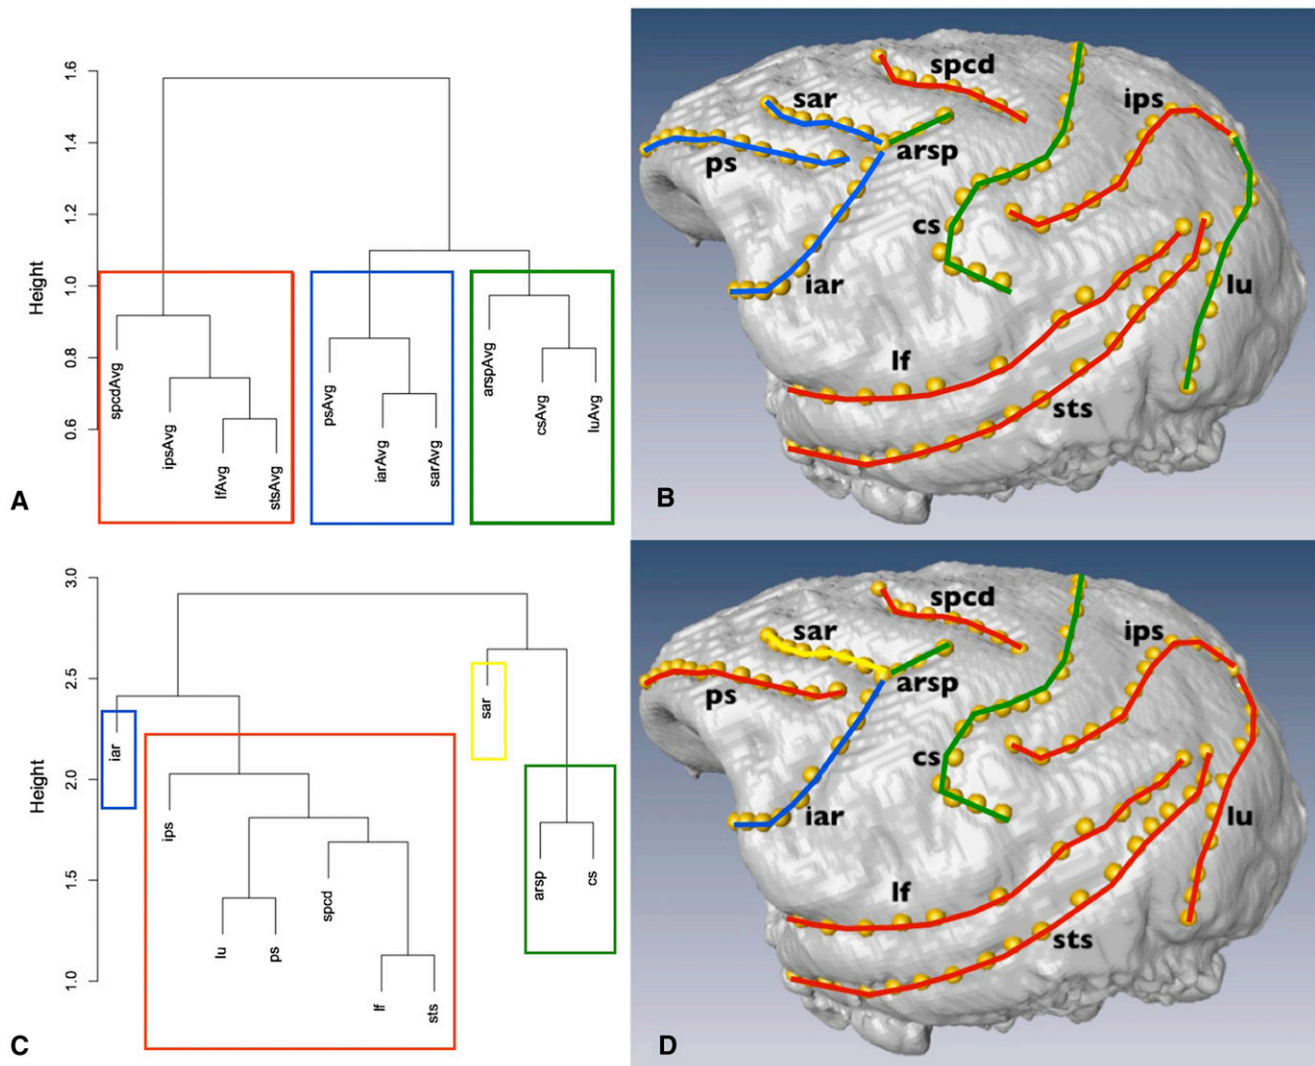 1.6
1.4
1.2
1.0
0.8
0.6
Height
spcdAvg
ipsAvg
lfAvg
stsAvg
psAvg
iarAvg
sarAvg
arspAvg
csAvg
luAvg
A
spcd
sar
ips
arsp
ps
cs
iar
lu
lf
sts
B
3.0
2.5
2.0
1.5
1.0
Height
iar
ips
lu
ps
spcd
lf
sts
sar
arsp
cs
C
spcd
sar
ips
arsp
ps
cs
iar
lu
lf
sts
D